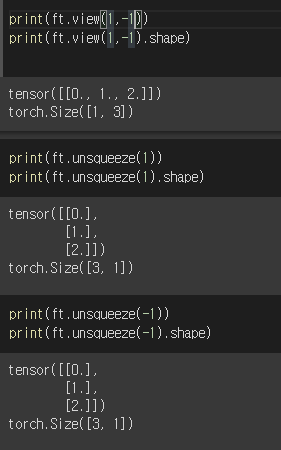 print(ft.view(1,-1))
print(ft.view(1,-1).shape)
tensor([[0., 1., 2.]])
torch.Size([1, 3])
print(ft.unsqueeze(1))
print(ft.unsqueeze(1).shape)
tensor([[0.],
        [1.],
        [2.]])
torch.Size([3, 1])
print(ft.unsqueeze(-1))
print(ft.unsqueeze(-1).shape)
tensor([[0.],
        [1.],
        [2.]])
torch.Size([3, 1])